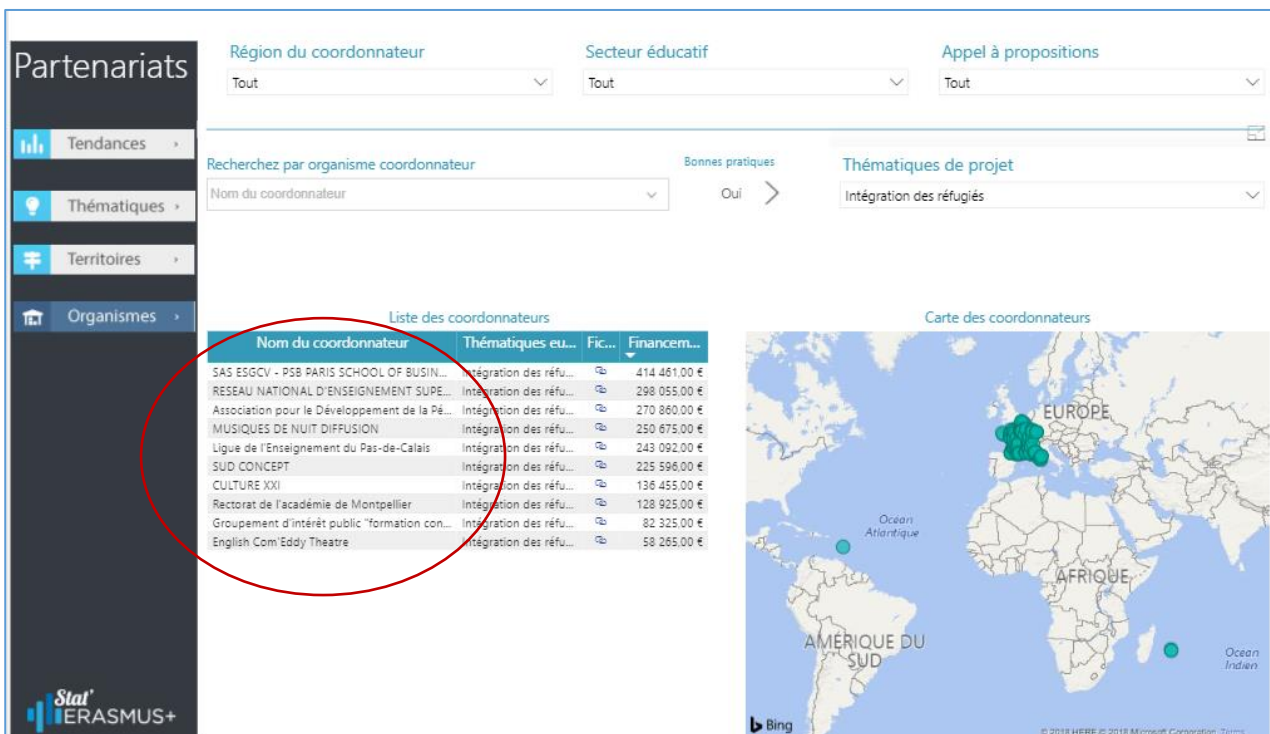 Partenariats
Tendances
Thématiques
Territoires
Organismes
Stat'
ERASMUS+
Région du coordonnateur
Tout
Secteur éducatif
Tout
Appel à propositions
Tout
Recherchez par organisme coordonnateur
Nom du coordonnateur
Bonnes pratiques
Oui
Thématiques de projet
Intégration des réfugiés
Liste des coordonnateurs
Nom du coordonnateur Thématiques eu... Fic... Financem...
SAS ESGCV - PSB PARIS SCHOOL OF BUSIN... Intégration des réfu... 414 461,00 €
RESEAU NATIONAL D'ENSEIGNEMENT SUPE... Intégration des réfu... 298 055,00 €
Association pour le Développement de la Pé... Intégration des réfu... 270 860,00 €
MUSIQUES DE NUIT DIFFUSION Intégration des réfu... 250 675,00 €
Ligue de l'Enseignement du Pas-de-Calais Intégration des réfu... 243 092,00 €
SUD CONCEPT Intégration des réfu... 225 596,00 €
CULTURE XXI Intégration des réfu... 136 455,00 €
Rectorat de l'académie de Montpellier Intégration des réfu... 128 925,00 €
Groupement d'intérêt public "formation con... Intégration des réfu... 82 325,00 €
English Com'Eddy Theatre Intégration des réfu... 58 265,00 €
Carte des coordonnateurs
EUROPE
Océan
Atlantique
AFRIQUE
AMÉRIQUE DU
SUD
Océan
Indien
Bing
© 2018 HERE © 2018 Microsoft Corporation Terms